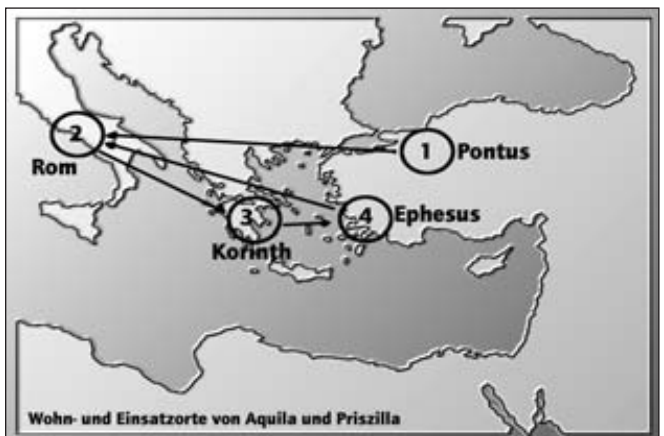 1 Pontus
2
Rom
3
Korinth
4 Ephesus
Wohn- und Einsatzorte von Aquila und Priszilla